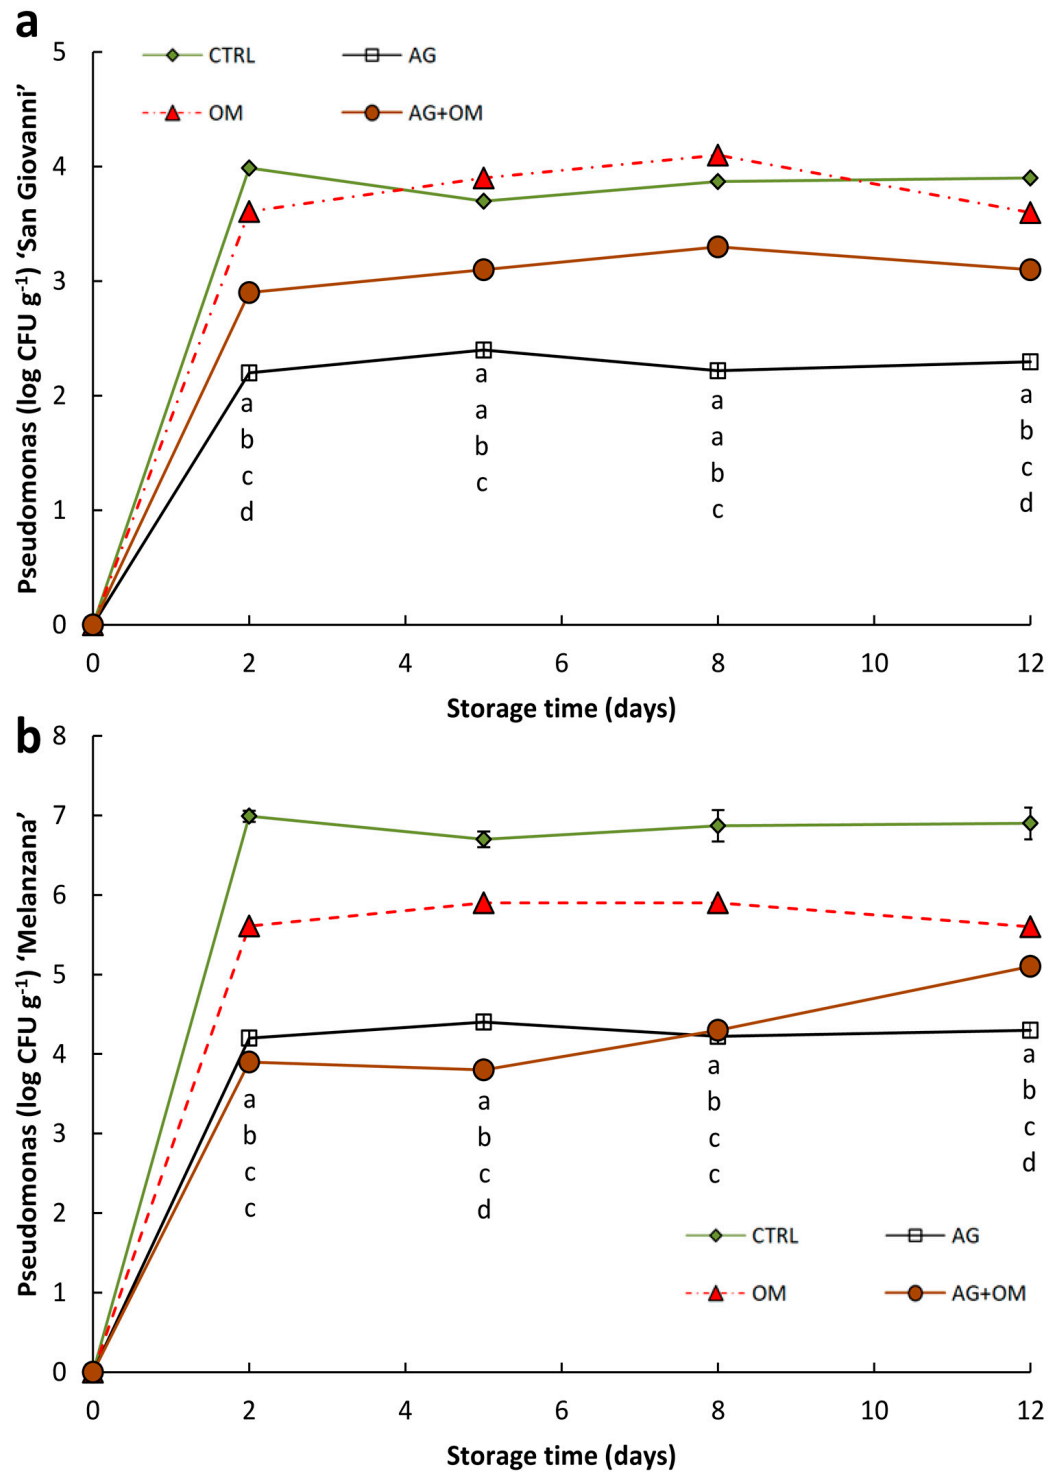 a
Pseudomonas (log CFU g-1) ‘San Giovanni’
5
4
3
2
1
0
CTRL AG
OM AG+OM
a a a a
b a a b
c b b c
d c c d
0 2 4 6 8 10 12
Storage time (days)
b
Pseudomonas (log CFU g-1) ‘Melanzana’
8
7
6
5
4
3
2
1
0
a a a a
b b b b
c c c c
c d c d
CTRL AG
OM AG+OM
0 2 4 6 8 10 12
Storage time (days)